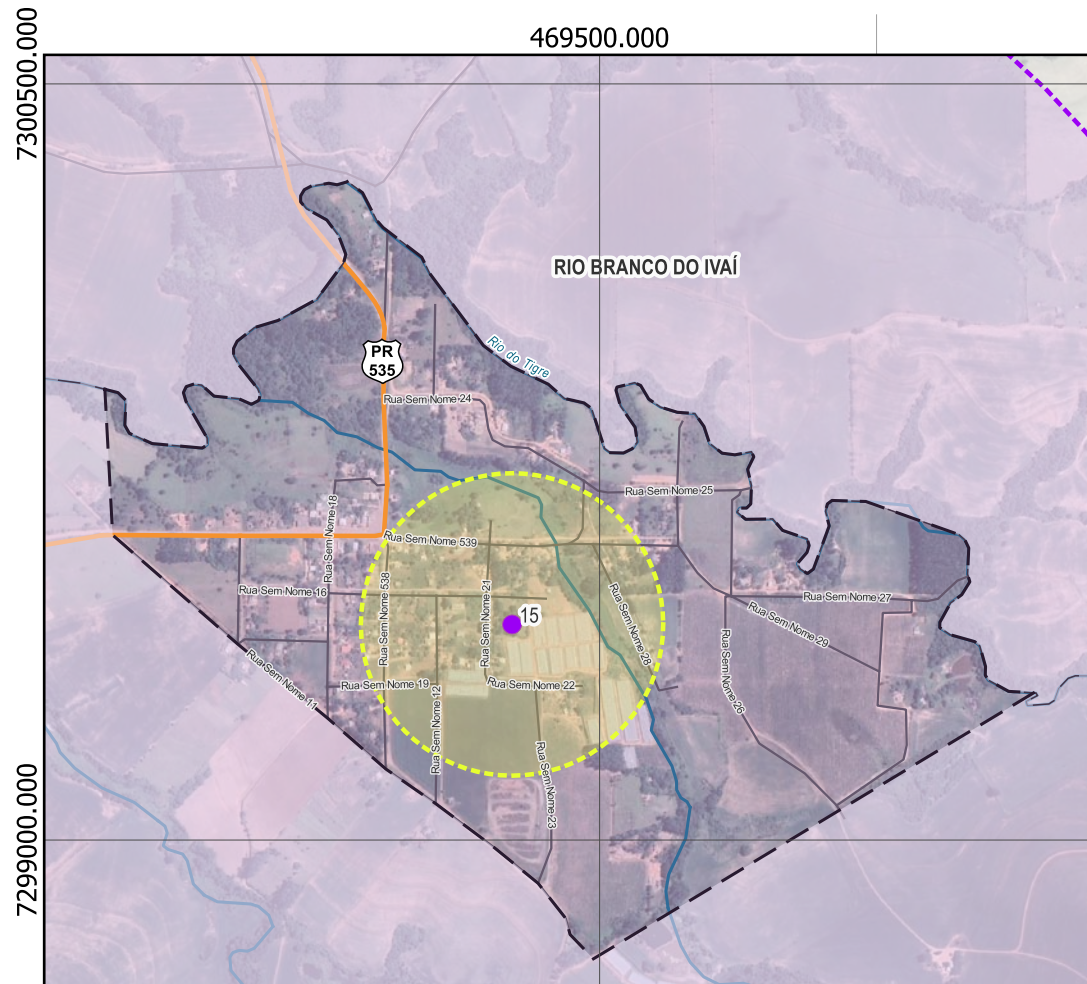 469500.000
7300500.000
RIO BRANCO DO IVAÍ
Rio do Tigre
PR
535
Rua Sem Nome 24
Rua Sem Nome 25
Rua Sem Nome 18
Rua Sem Nome 539
Rua Sem Nome 16
Rua Sem Nome 538
Rua Sem Nome 21
Rua Sem Nome 28
Rua Sem Nome 27
Rua Sem Nome 29
15
Rua Sem Nome 26
Rua Sem Nome 11
Rua Sem Nome 19
Rua Sem Nome 12
Rua Sem Nome 22
Rua Sem Nome 23
7299000.000